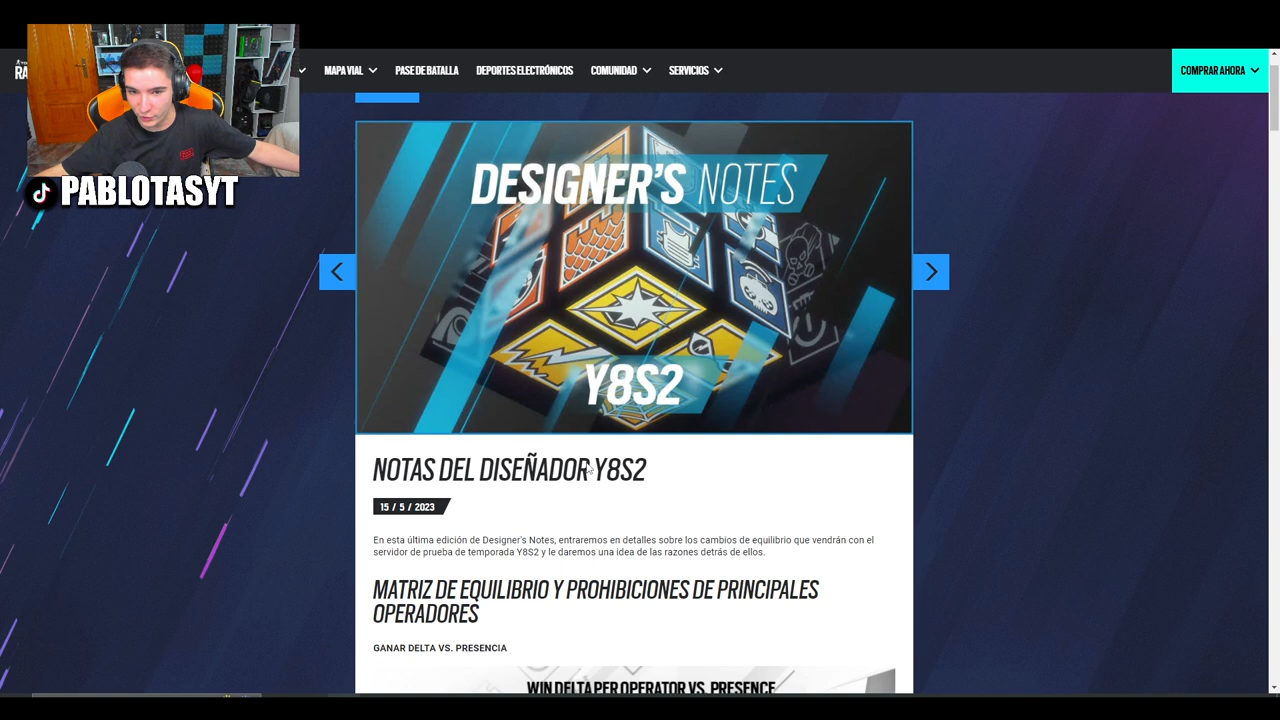 RA
MAPA VIAL
PASE DE BATALLA
DEPORTES ELECTRÓNICOS
COMUNIDAD
SERVICIOS
COMPRAR AHORA
PABLOTASYT
DESIGNER'S NOTES
Y8S2
NOTAS DEL DISEÑADOR Y8S2
15 / 5 / 2023
En esta última edición de Designer's Notes, entraremos en detalles sobre los cambios de equilibrio que vendrán con el
servidor de prueba de temporada Y8S2 y le daremos una idea de las razones detrás de ellos.
MATRIZ DE EQUILIBRIO Y PROHIBICIONES DE PRINCIPALES
OPERADORES
GANAR DELTA VS. PRESENCIA
WIN DELTA PER OPERATOR VS. PRESENCE